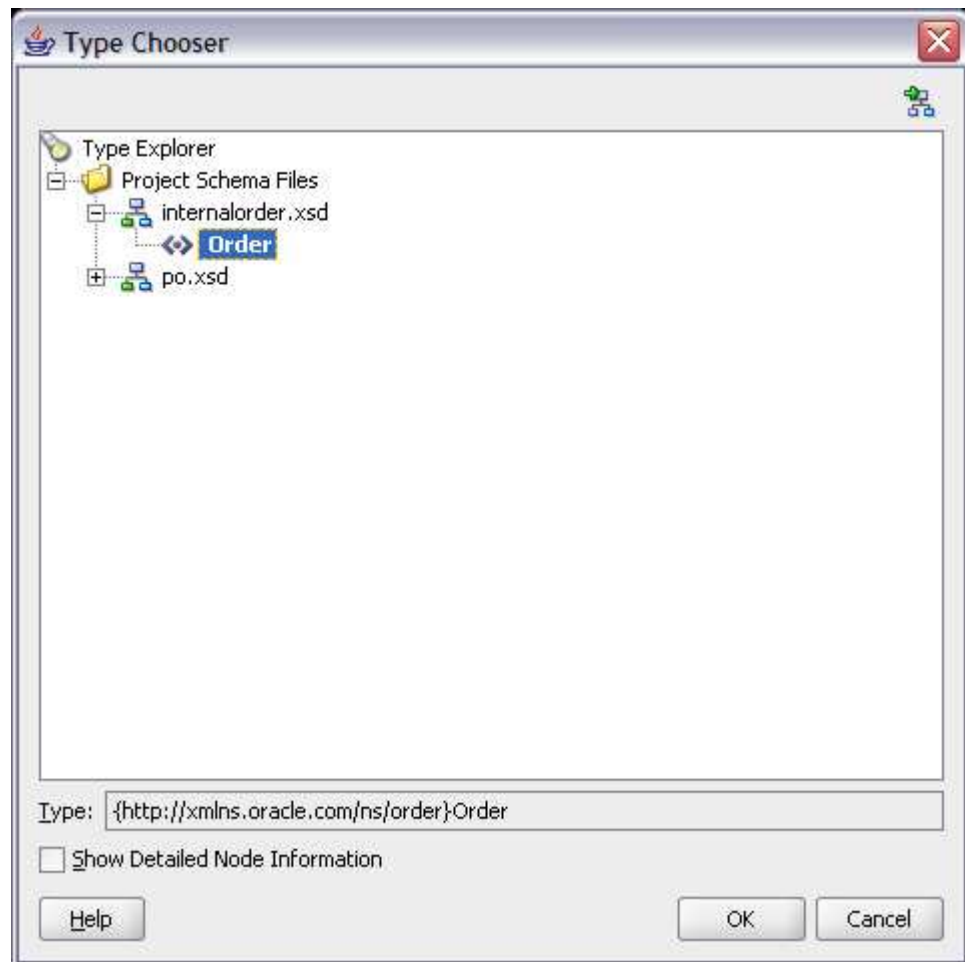 Type Chooser
Type Explorer
Project Schema Files
internalorder.xsd
Order
po.xsd
Type: {http://xmlns.oracle.com/ns/order}Order
Show Detailed Node Information
Help OK Cancel